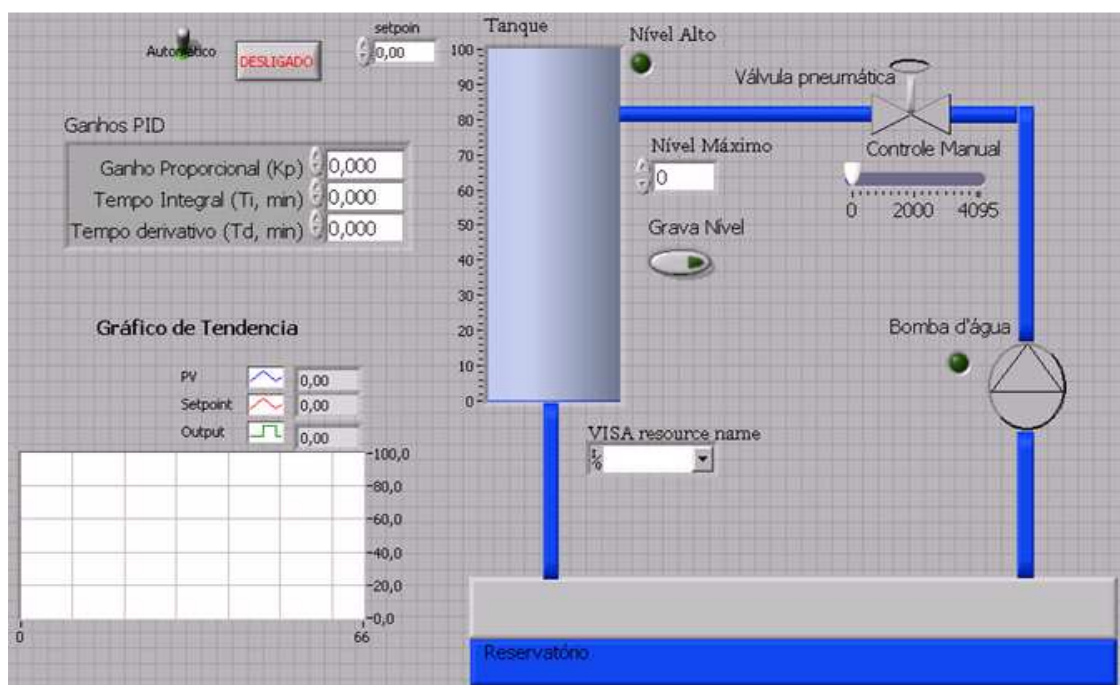 Automático
DESLIGADO
setpoin
0,00
Tanque
Nível Alto
Válvula pneumática
Ganhos PID
Ganho Proporcional (Kp) 0,000
Tempo Integral (Ti, min) 0,000
Tempo derivativo (Td, min) 0,000
100
90
80
70
60
50
40
30
20
10
0
Nível Máximo
0
Controle Manual
0 2000 4095
Grava Nível
Gráfico de Tendencia
PV 0,00
Setpoint 0,00
Output 0,00
100,0
80,0
60,0
40,0
20,0
0,0
0 66
Bomba d'água
VISA resource name
Reservatório